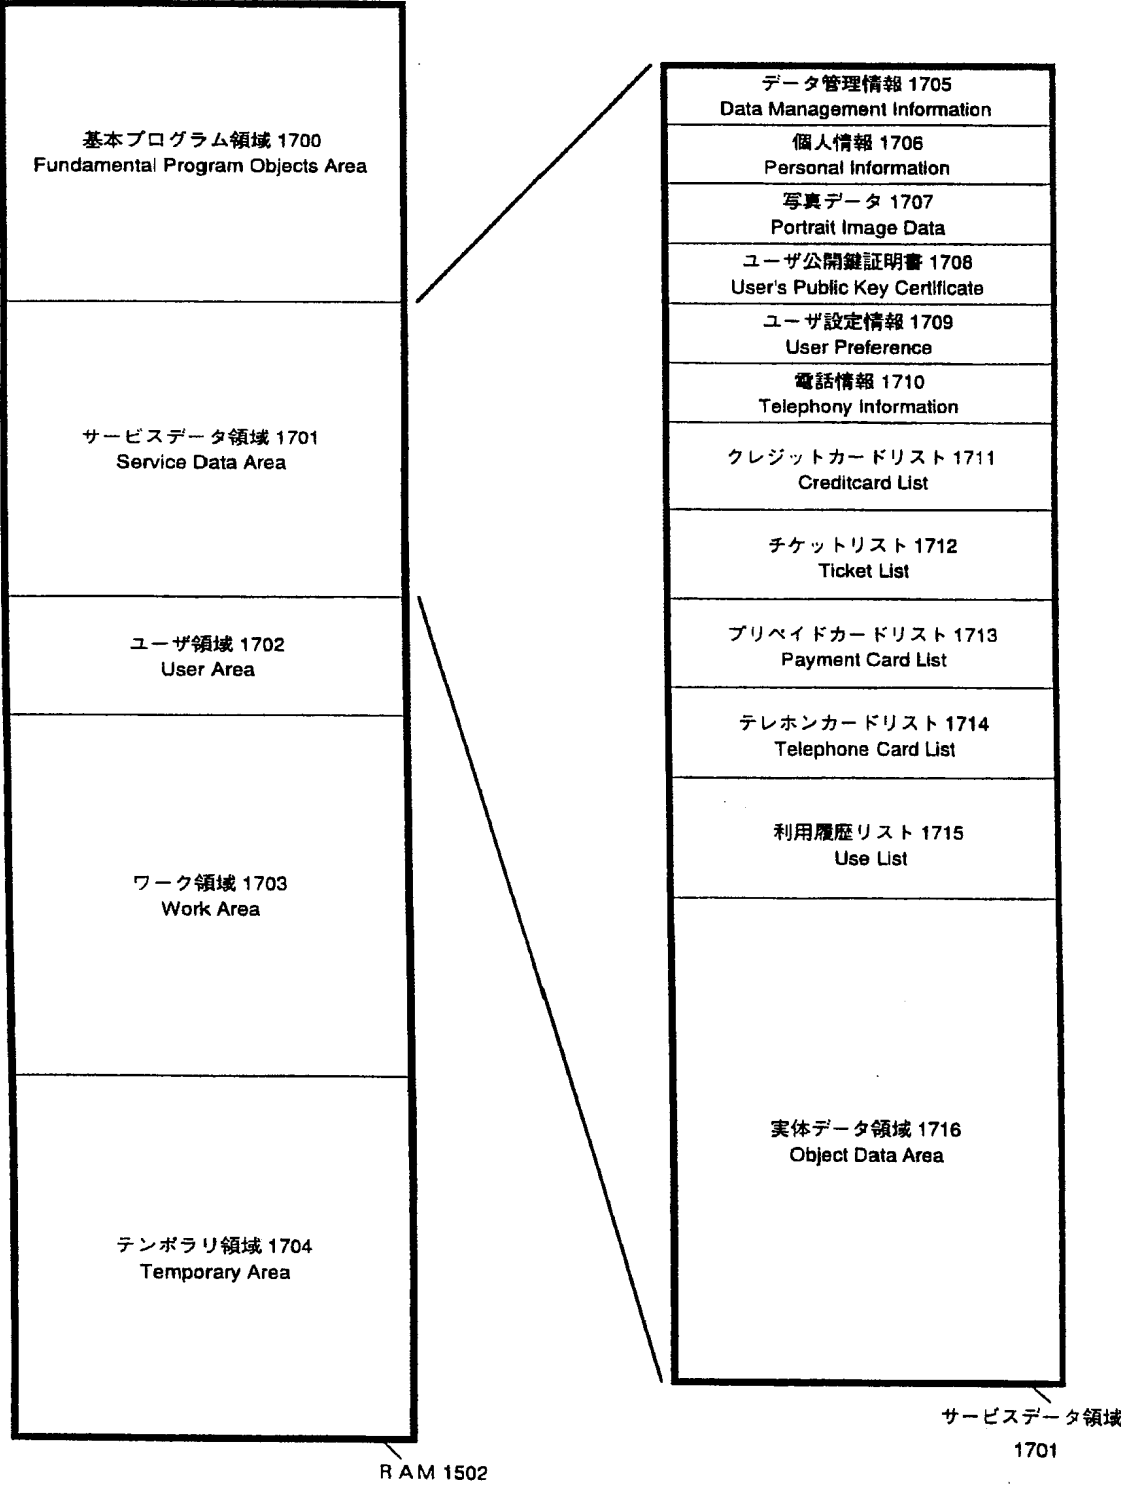 基本プログラム領域 1700
Fundamental Program Objects Area
サービスデータ領域 1701
Service Data Area
ユーザ領域 1702
User Area
ワーク領域 1703
Work Area
テンポラリ領域 1704
Temporary Area
RAM 1502
データ管理情報 1705
Data Management Information
個人情報 1706
Personal Information
写真データ 1707
Portrait Image Data
ユーザ公開鍵証明書 1708
User's Public Key Certificate
ユーザ設定情報 1709
User Preference
電話情報 1710
Telephony Information
クレジットカードリスト 1711
Creditcard List
チケットリスト 1712
Ticket List
プリペイドカードリスト 1713
Payment Card List
テレホンカードリスト 1714
Telephone Card List
利用履歴リスト 1715
Use List
実体データ領域 1716
Object Data Area
サービスデータ領域
1701